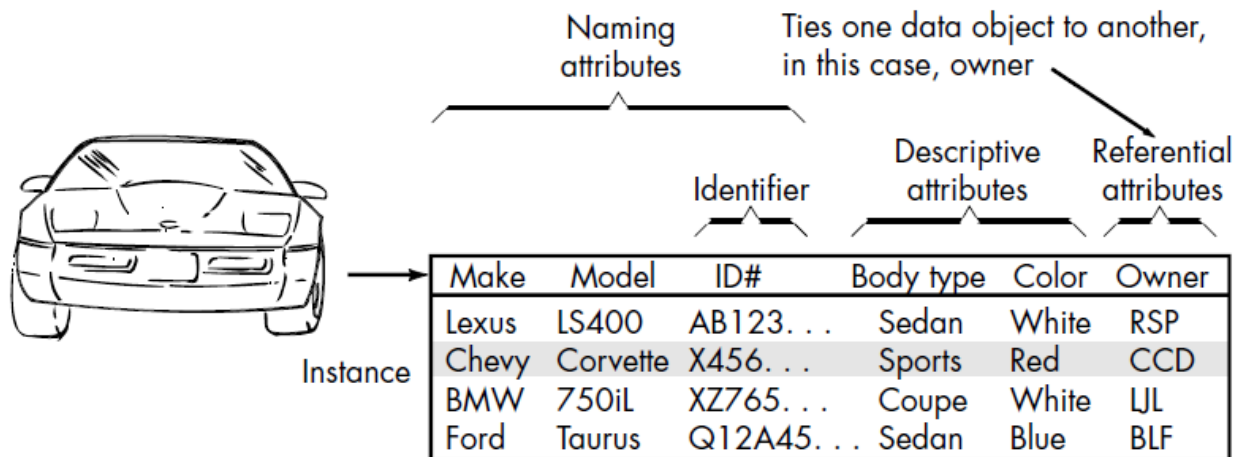 Naming
attributes
Ties one data object to another,
in this case, owner
Identifier
Descriptive
attributes
Referential
attributes
Make Model ID# Body type Color Owner
Lexus LS400 AB123. . . Sedan White RSP
Instance
Chevy Corvette X456. . . Sports Red CCD
BMW 750iL XZ765. . . Coupe White LJL
Ford Taurus Q12A45. . . Sedan Blue BLF